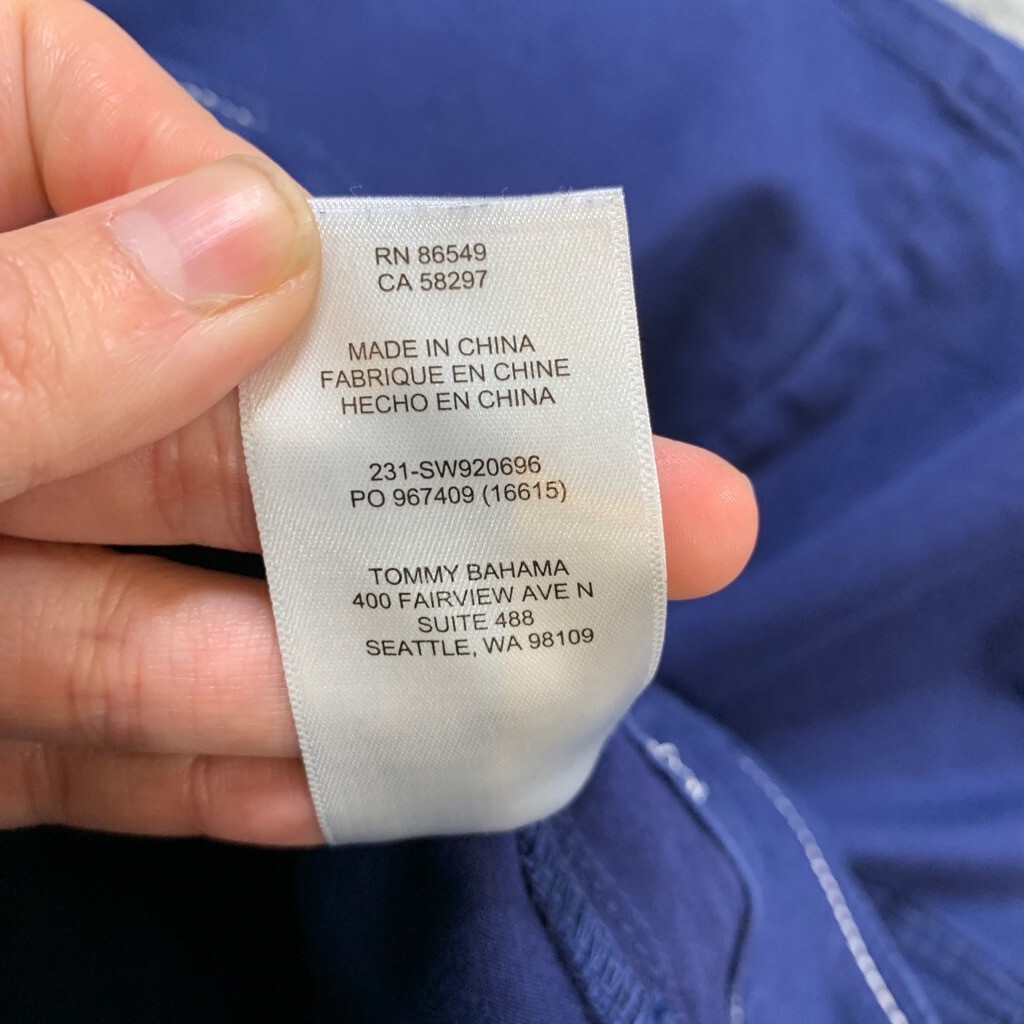 RN 86549
CA 58297
MADE IN CHINA
FABRIQUE EN CHINE
HECHO EN CHINA
231-SW920696
PO 967409 (16615)
TOMMY BAHAMA
400 FAIRVIEW AVE N
SUITE 488
SEATTLE, WA 98109